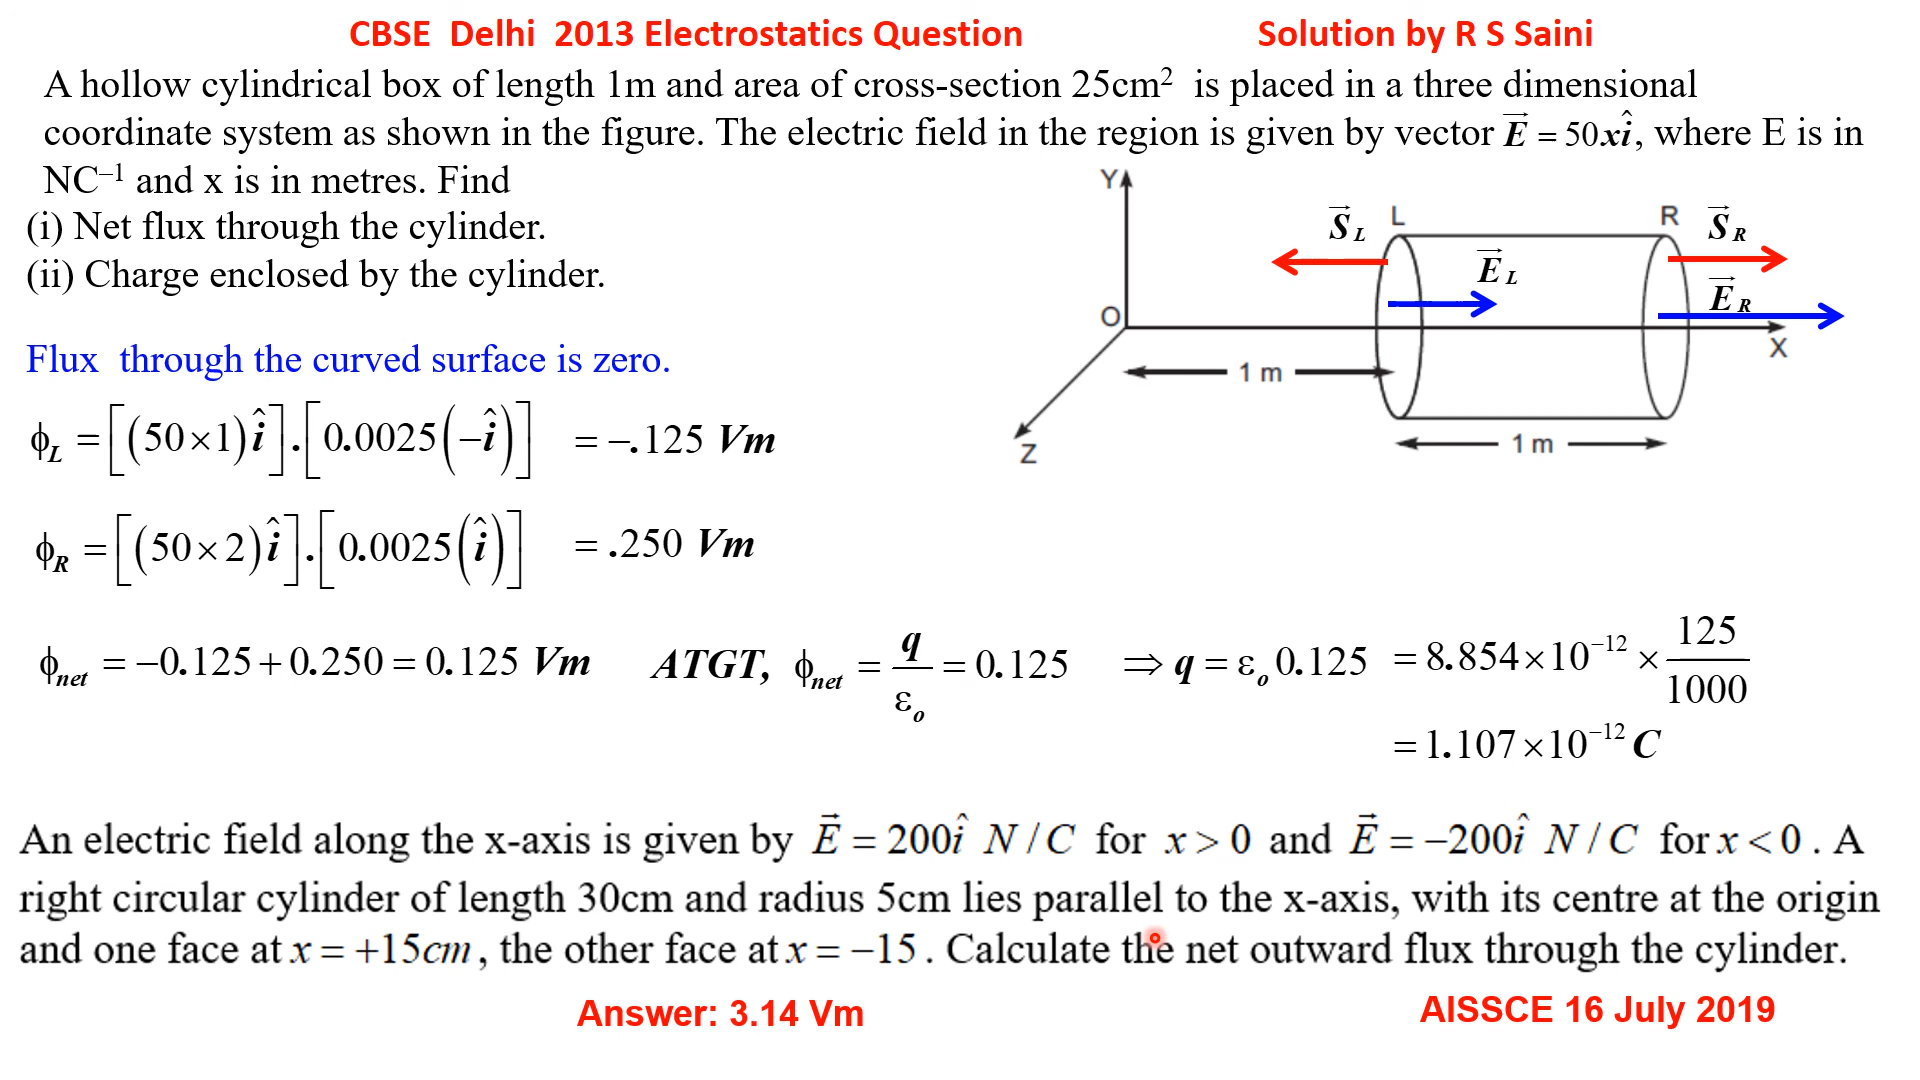 CBSE Delhi 2013 Electrostatics Question Solution by R S Saini
A hollow cylindrical box of length 1m and area of cross-section 25cm² is placed in a three dimensional
coordinate system as shown in the figure. The electric field in the region is given by vector E⃗ = 50xî, where E is in
NC⁻¹ and x is in metres. Find
(i) Net flux through the cylinder.
(ii) Charge enclosed by the cylinder.
Y
S⃗_L L R S⃗_R
E⃗_L E⃗_R
O
X
1 m
Z
1 m
Flux through the curved surface is zero.
ϕ_L = [(50×1)î].[0.0025(−î)] = −.125 Vm
ϕ_R = [(50×2)î].[0.0025(î)] = .250 Vm
ϕ_net = −0.125+0.250 = 0.125 Vm ATGT, ϕ_net = q/ε_o = 0.125 ⇒ q = ε_o 0.125 = 8.854×10⁻¹² × 125/1000
= 1.107×10⁻¹² C
An electric field along the x-axis is given by E⃗ = 200î N/C for x > 0 and E⃗ = −200î N/C for x < 0 . A
right circular cylinder of length 30cm and radius 5cm lies parallel to the x-axis, with its centre at the origin
and one face at x = +15cm, the other face at x = −15. Calculate the net outward flux through the cylinder.
Answer: 3.14 Vm AISSCE 16 July 2019